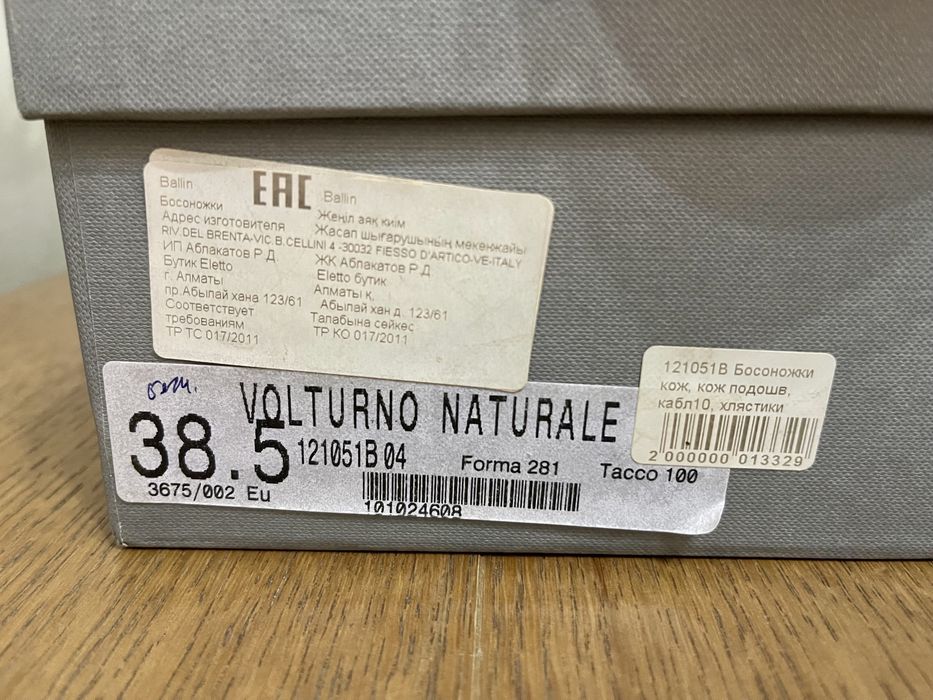 Ballin EAC Ballin
Босоножки Жеңіл аяқ киім
Адрес изготовителя Жасап шығарушының мекенжайы
RIV.DEL BRENTA-VIC.B.CELLINI 4 -30032 FIESSO D'ARTICO-VE-ITALY
ИП Аблакатов Р.Д. ЖК Аблакатов Р.Д.
Бутик Eletto Eletto бутик
г. Алматы Алматы қ.
пр.Абылай хана 123/61 Абылай хан д. 123/61
Соответствует Талабына сейкес
требованиям ТР КО 017/2011
ТР ТС 017/2011
121051B Босоножки
кож, кож подошв,
кабл10, хлястики
2 000000 013329
VOLTURNO NATURALE
38.5 121051B 04 Forma 281 Tacco 100
3675/002 Eu
101024608